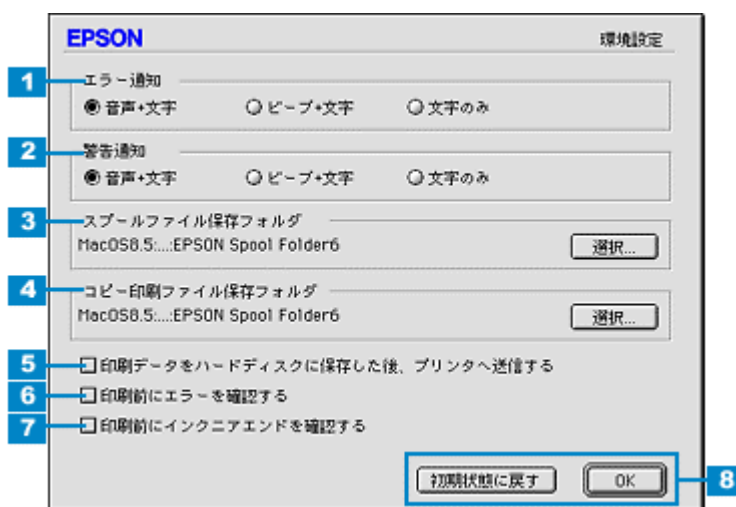 EPSON 環境設定
1 エラー通知
音声+文字 ビープ+文字 文字のみ
2 警告通知
音声+文字 ビープ+文字 文字のみ
3 スプールファイル保存フォルダ
MacOS8.5:...:EPSON Spool Folder6 選択...
4 コピー印刷ファイル保存フォルダ
MacOS8.5:...:EPSON Spool Folder6 選択...
5 印刷データをハードディスクに保存した後、プリンタへ送信する
6 印刷前にエラーを確認する
7 印刷前にインクニアエンドを確認する
初期状態に戻す OK 8